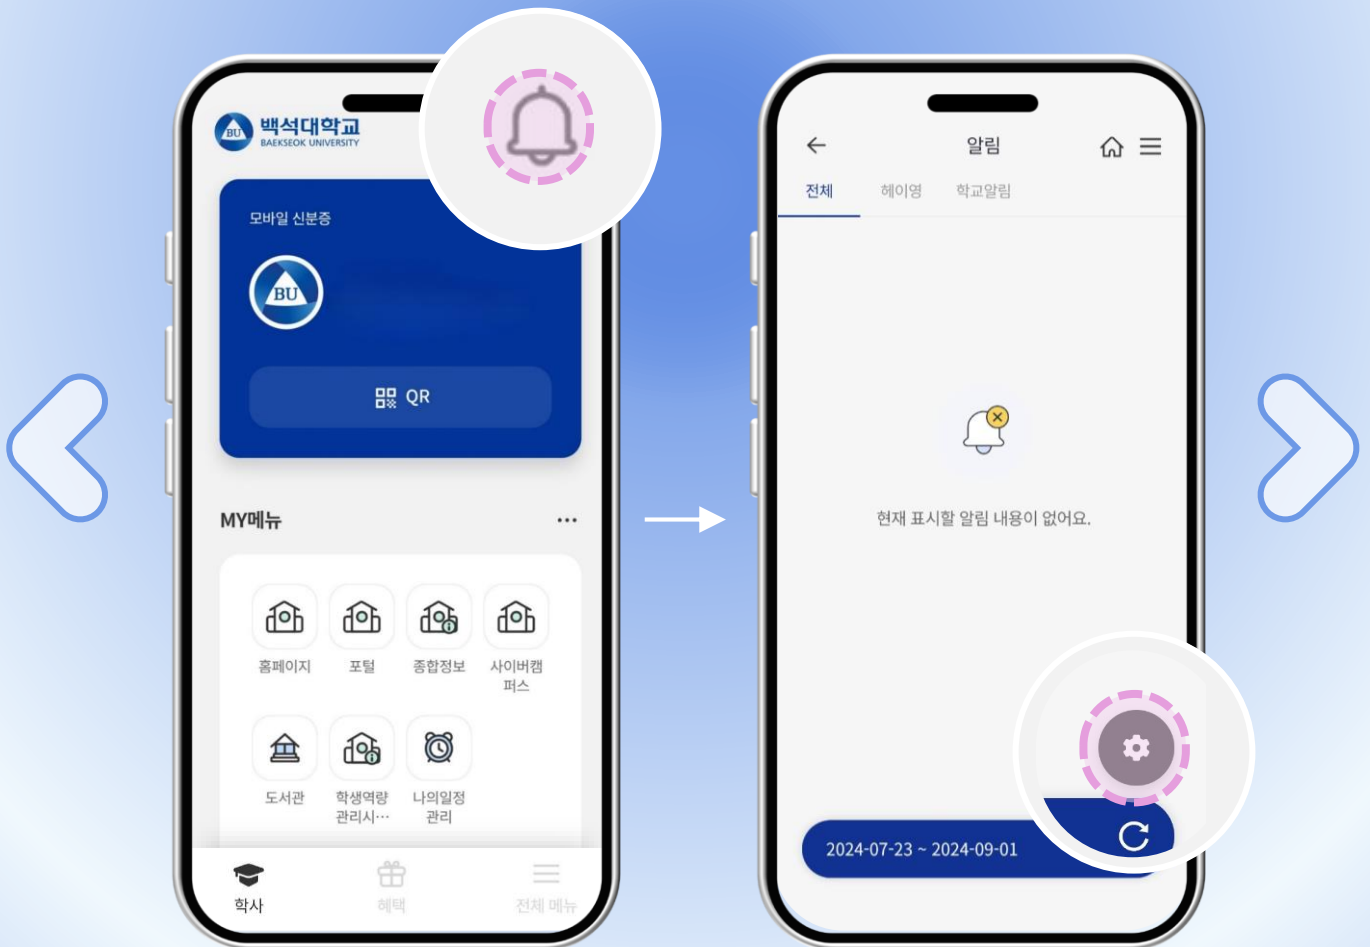 백석대학교
BAEKSEOK UNIVERSITY
모바일 신분증
BU
QR
MY메뉴
홈페이지
포털
종합정보
사이버캠
퍼스
도서관
학생역량
관리시…
나의일정
관리
학사
혜택
전체 메뉴
알림
전체
헤이영
학교알림
현재 표시할 알림 내용이 없어요.
2024-07-23 ~ 2024-09-01